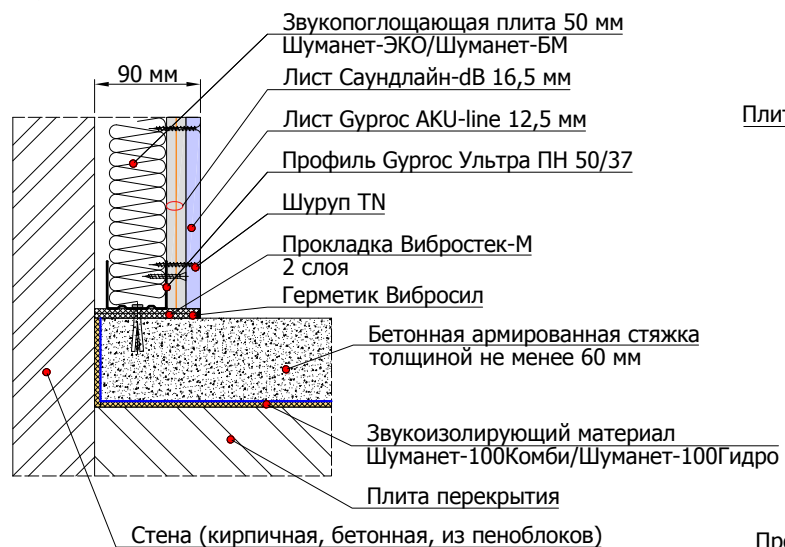 Звукопоглощающая плита 50 мм
Шуманет-ЭКО/Шуманет-БМ
90 мм
Лист Саундлайн-dB 16,5 мм
Лист Gyproc AKU-line 12,5 мм
Плит
Профиль Gyproc Ультра ПН 50/37
Шуруп TN
Прокладка Вибростек-М
2 слоя
Герметик Вибросил
Бетонная армированная стяжка
толщиной не менее 60 мм
Звукоизолирующий материал
Шуманет-100Комби/Шуманет-100Гидро
Плита перекрытия
Стена (кирпичная, бетонная, из пеноблоков)
Про